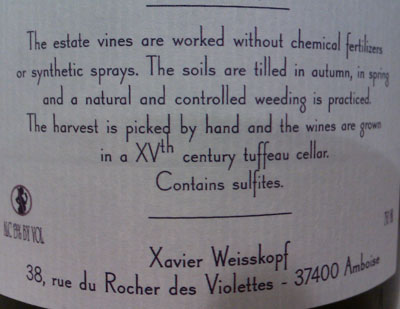 The estate vines are worked without chemical fertilizers
or synthetic sprays. The soils are tilled in autumn, in spring
and a natural and controlled weeding is practiced.
The harvest is picked by hand and the wines are grown
in a XVth century tuffeau cellar.
Contains sulfites.
BY VOL
Xavier Weisskopf
38, rue du Rocher des Violettes - 37400 Amboise